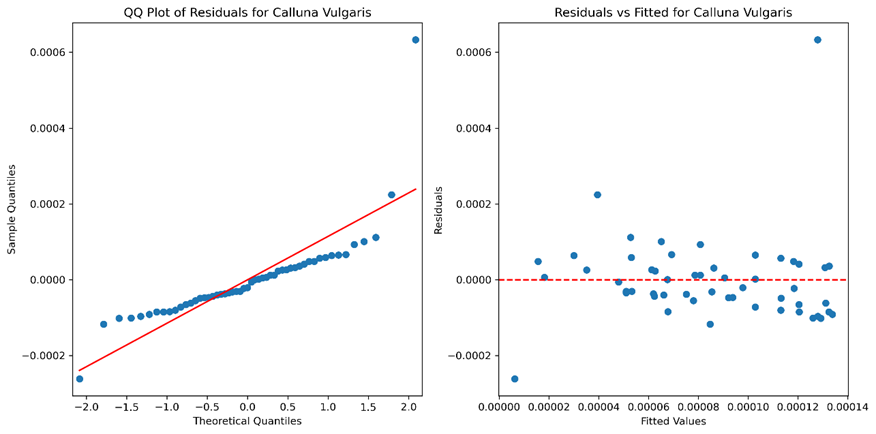 QQ Plot of Residuals for Calluna Vulgaris
Sample Quantiles
0.0006
0.0004
0.0002
0.0000
−0.0002
−2.0 −1.5 −1.0 −0.5 0.0 0.5 1.0 1.5 2.0
Theoretical Quantiles
Residuals vs Fitted for Calluna Vulgaris
Residuals
0.0006
0.0004
0.0002
0.0000
−0.0002
0.00000 0.00002 0.00004 0.00006 0.00008 0.00010 0.00012 0.00014
Fitted Values